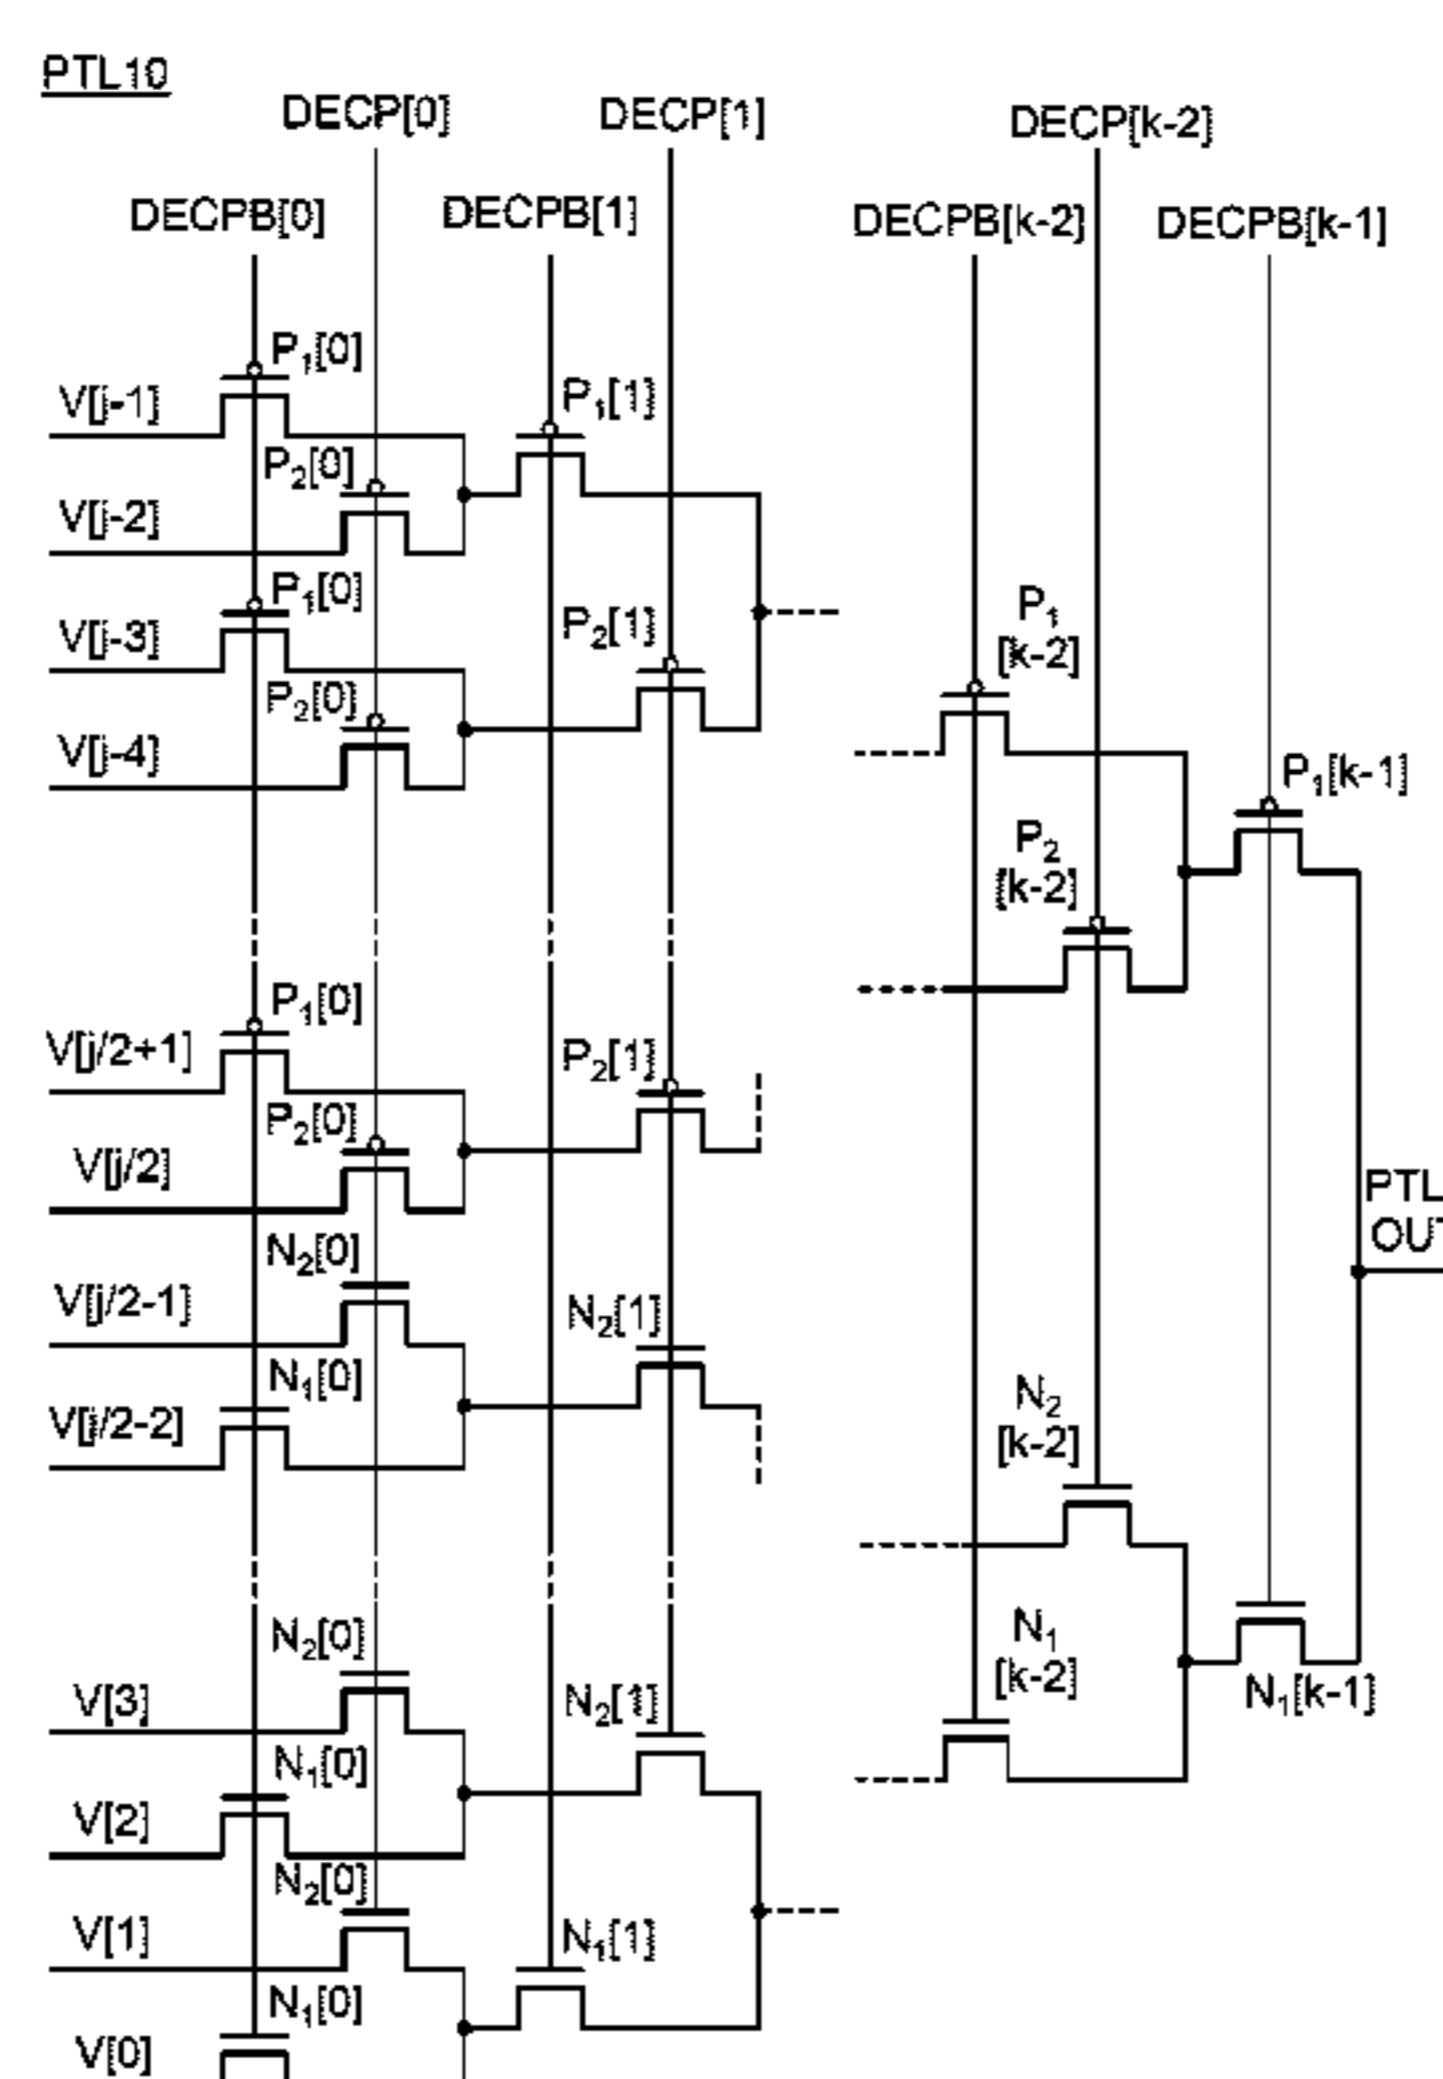 PTL10
DECP[0]
DECP[1]
DECP[k-2]
DECPB[0]
DECPB[1]
DECPB[k-2]
DECPB[k-1]
P1[0]
V[j-1]
P1[1]
P2[0]
V[j-2]
P1[0]
P1
[k-2]
V[j-3]
P2[1]
P2[0]
V[j-4]
P1[k-1]
P2
[k-2]
P1[0]
V[j/2+1]
P2[1]
P2[0]
V[j/2]
PTL
OUT
N2[0]
V[j/2-1]
N2[1]
N1[0]
N2
[k-2]
V[j/2-2]
N2[0]
N1
[k-2]
V[3]
N2[1]
N1[k-1]
N1[0]
V[2]
N2[0]
V[1]
N1[1]
N1[0]
V[0]